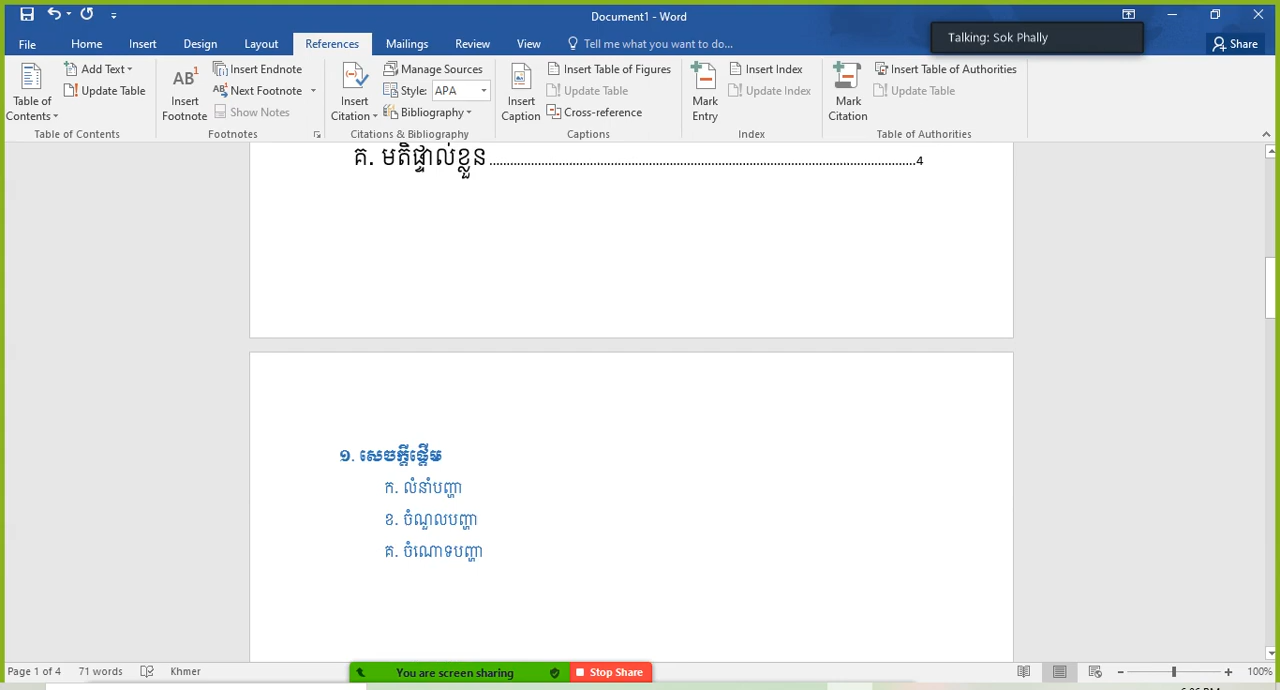 Document1 - Word
Talking: Sok Phally
File Home Insert Design Layout References Mailings Review View Tell me what you want to do... Share
Table of Contents
Add Text
Update Table
Table of Contents
AB1
Insert Footnote
Insert Endnote
AB1 Next Footnote
Show Notes
Footnotes
Insert Citation
Manage Sources
Style: APA
Bibliography
Citations & Bibliography
Insert Caption
Insert Table of Figures
Update Table
Cross-reference
Captions
Mark Entry
Insert Index
Update Index
Index
Mark Citation
Insert Table of Authorities
Update Table
Table of Authorities
គ. មតិផ្ទាល់ខ្លួន 4
១. សេចក្តីផ្តើម
ក. លំនាំបញ្ហា
ខ. ចំណូលបញ្ហា
គ. ចំណោទបញ្ហា
Page 1 of 4 71 words Khmer
You are screen sharing Stop Share
100%